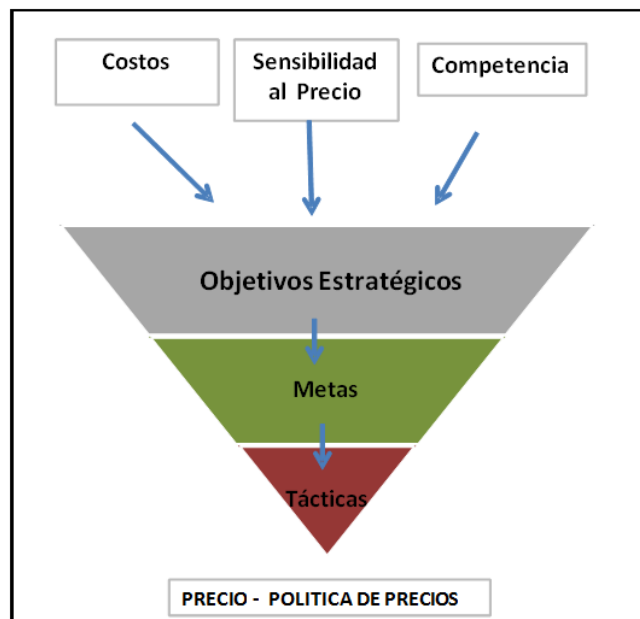 Costos
Sensibilidad
al Precio
Competencia
Objetivos Estratégicos
Metas
Tácticas
PRECIO - POLITICA DE PRECIOS